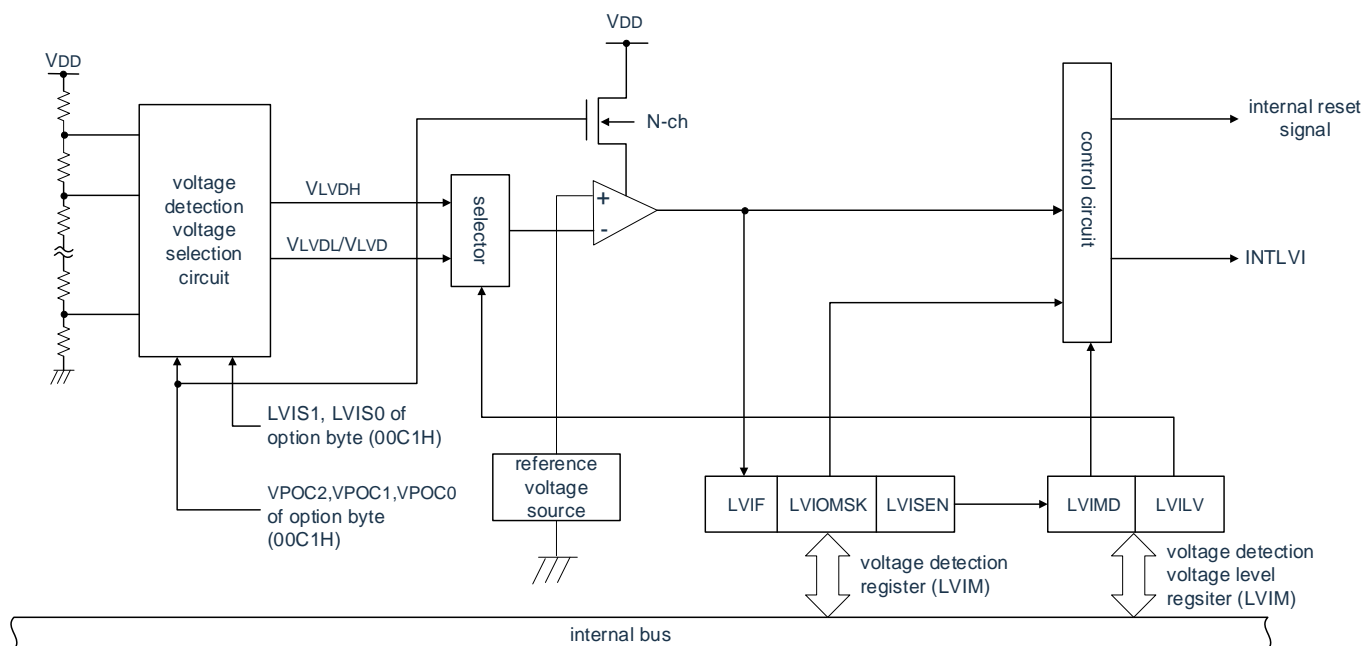 VDD
VDD
N-ch
internal reset
signal
voltage
detection
voltage
selection
circuit
VLVDH
VLVDL/VLVD
selector
+
-
control circuit
INTLVI
LVIS1, LVIS0 of
option byte (00C1H)
VPOC2,VPOC1,VPOC0
of option byte
(00C1H)
reference
voltage
source
LVIF
LVIOMSK
LVISEN
LVIMD
LVILV
voltage detection
register (LVIM)
voltage detection
voltage level
regsiter (LVIM)
internal bus